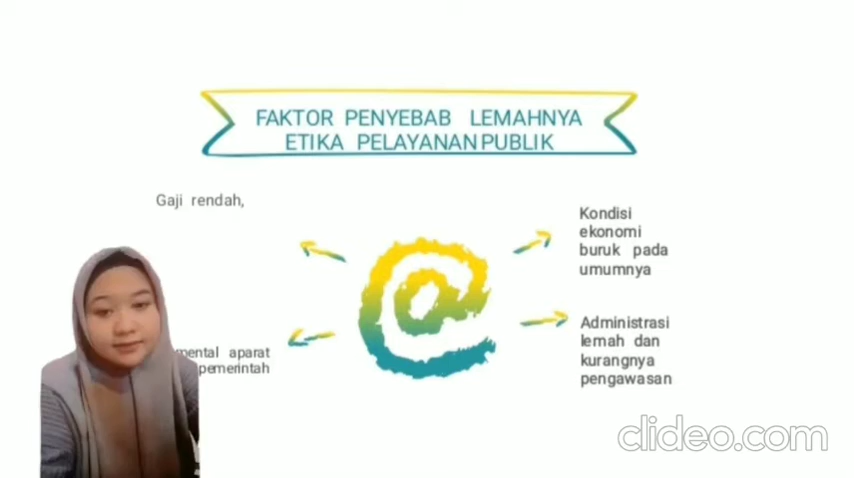 FAKTOR PENYEBAB LEMAHNYA
ETIKA PELAYANAN PUBLIK
Gaji rendah,
Kondisi
ekonomi
buruk pada
umumnya
mental aparat
pemerintah
Administrasi
lemah dan
kurangnya
pengawasan
@
clideo.com